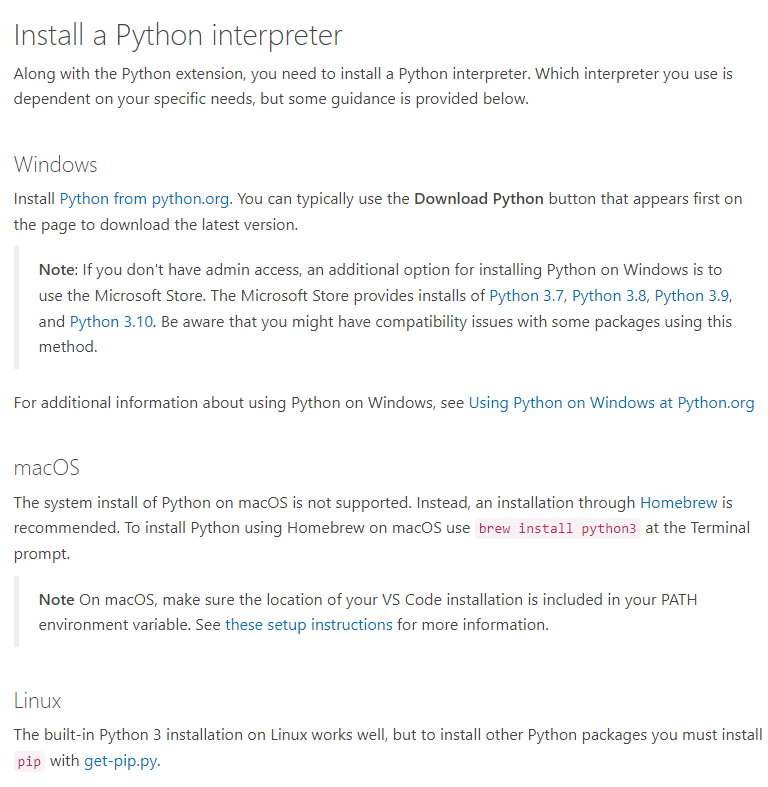 Install a Python interpreter
Along with the Python extension, you need to install a Python interpreter. Which interpreter you use is
dependent on your specific needs, but some guidance is provided below.
Windows
Install Python from python.org. You can typically use the Download Python button that appears first on
the page to download the latest version.
Note: If you don't have admin access, an additional option for installing Python on Windows is to
use the Microsoft Store. The Microsoft Store provides installs of Python 3.7, Python 3.8, Python 3.9,
and Python 3.10. Be aware that you might have compatibility issues with some packages using this
method.
For additional information about using Python on Windows, see Using Python on Windows at Python.org
macOS
The system install of Python on macOS is not supported. Instead, an installation through Homebrew is
recommended. To install Python using Homebrew on macOS use brew install python3 at the Terminal
prompt.
Note On macOS, make sure the location of your VS Code installation is included in your PATH
environment variable. See these setup instructions for more information.
Linux
The built-in Python 3 installation on Linux works well, but to install other Python packages you must install
pip with get-pip.py.